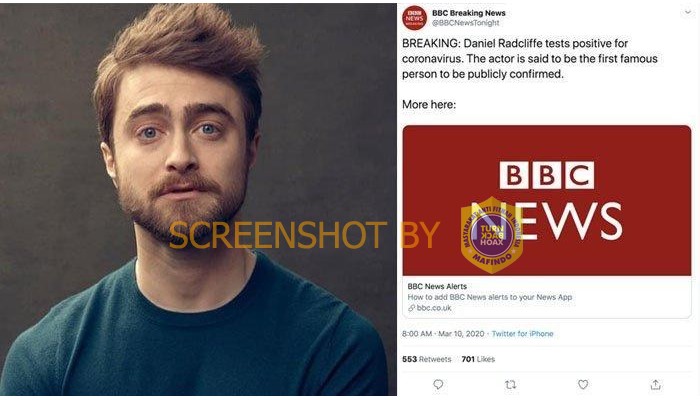 BBC Breaking News
@BBCNewsTonight
BREAKING: Daniel Radcliffe tests positive for
coronavirus. The actor is said to be the first famous
person to be publicly confirmed.
More here:
BBC
NEWS
SCREENSHOT BY
TURN
BACK
HOAX
MAFINDO
BBC News Alerts
How to add BBC News alerts to your News App
bbc.co.uk
8:00 AM · Mar 10, 2020 · Twitter for iPhone
553 Retweets 701 Likes